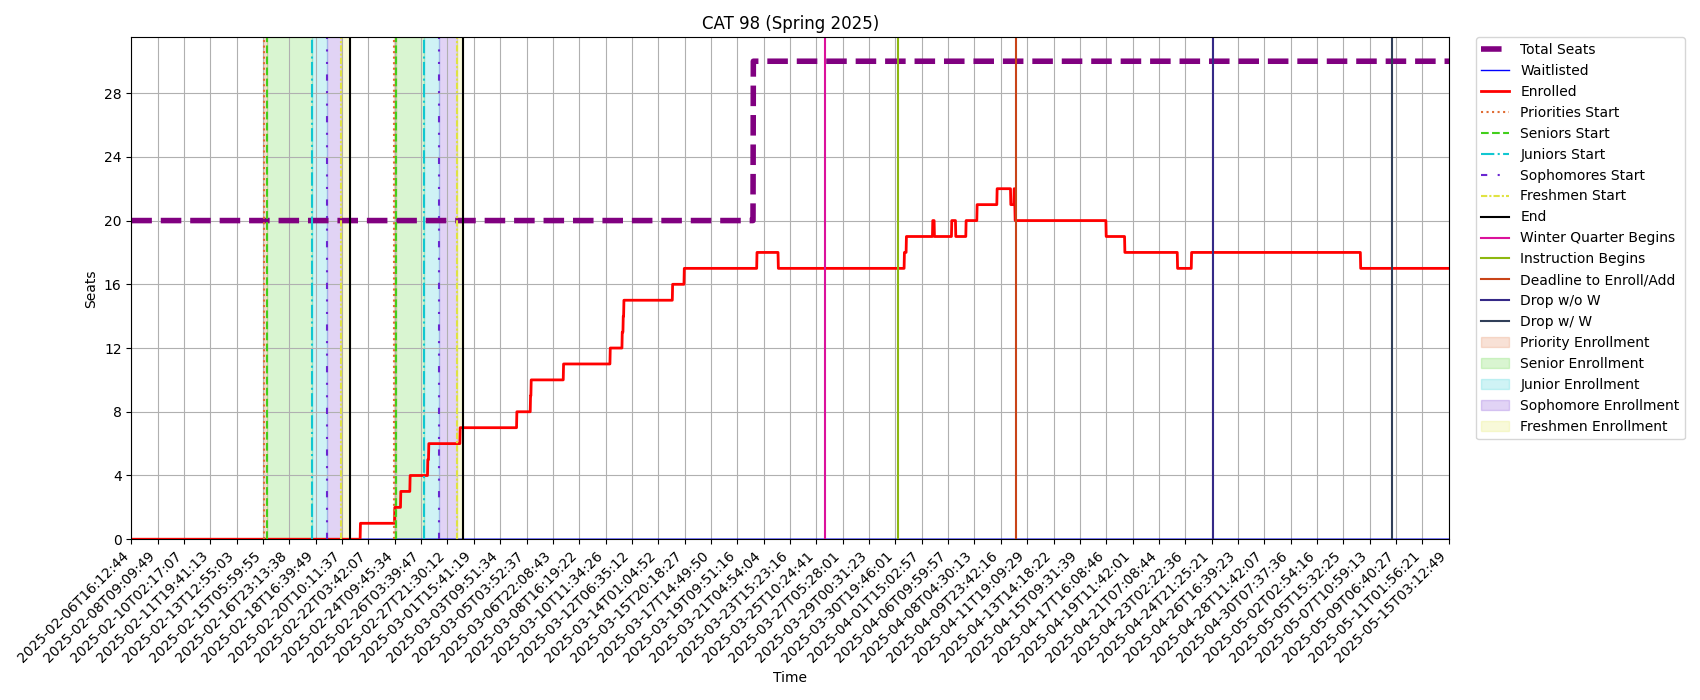 CAT 98 (Spring 2025)
Seats
28
24
20
16
12
8
4
0
2025-02-06T16:12:44
2025-02-08T09:09:49
2025-02-10T02:17:07
2025-02-11T19:41:13
2025-02-13T12:55:03
2025-02-15T05:59:55
2025-02-16T23:13:38
2025-02-18T16:39:49
2025-02-20T10:11:37
2025-02-22T03:42:07
2025-02-24T09:45:34
2025-02-26T03:39:47
2025-02-27T21:30:12
2025-03-01T15:41:19
2025-03-03T09:51:34
2025-03-05T03:52:37
2025-03-06T22:08:43
2025-03-08T16:19:22
2025-03-10T11:34:26
2025-03-12T06:35:12
2025-03-14T01:04:52
2025-03-15T20:18:27
2025-03-17T14:49:50
2025-03-19T09:51:16
2025-03-21T04:54:04
2025-03-23T15:23:16
2025-03-25T10:24:41
2025-03-27T05:28:01
2025-03-29T00:31:23
2025-03-30T19:46:01
2025-04-01T15:02:57
2025-04-06T09:59:57
2025-04-08T04:30:13
2025-04-09T23:42:16
2025-04-11T19:09:29
2025-04-13T14:18:22
2025-04-15T09:31:39
2025-04-17T16:08:46
2025-04-19T11:42:01
2025-04-21T07:08:44
2025-04-23T02:22:36
2025-04-24T21:25:21
2025-04-26T16:39:23
2025-04-28T11:42:07
2025-04-30T07:37:36
2025-05-02T02:54:16
2025-05-05T15:32:25
2025-05-07T10:59:13
2025-05-09T06:40:27
2025-05-11T01:56:21
2025-05-15T03:12:49
Time
Total Seats
Waitlisted
Enrolled
Priorities Start
Seniors Start
Juniors Start
Sophomores Start
Freshmen Start
End
Winter Quarter Begins
Instruction Begins
Deadline to Enroll/Add
Drop w/o W
Drop w/ W
Priority Enrollment
Senior Enrollment
Junior Enrollment
Sophomore Enrollment
Freshmen Enrollment